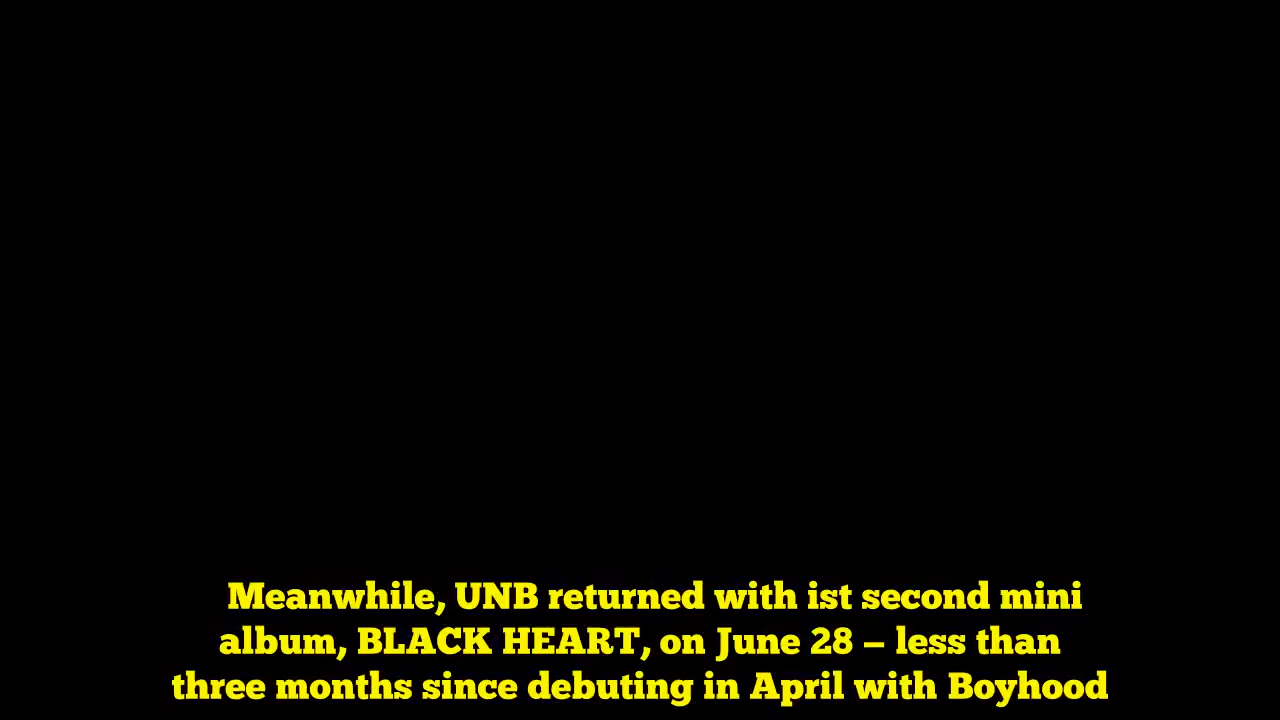 Meanwhile, UNB returned with ist second mini
album, BLACK HEART, on June 28 – less than
three months since debuting in April with Boyhood